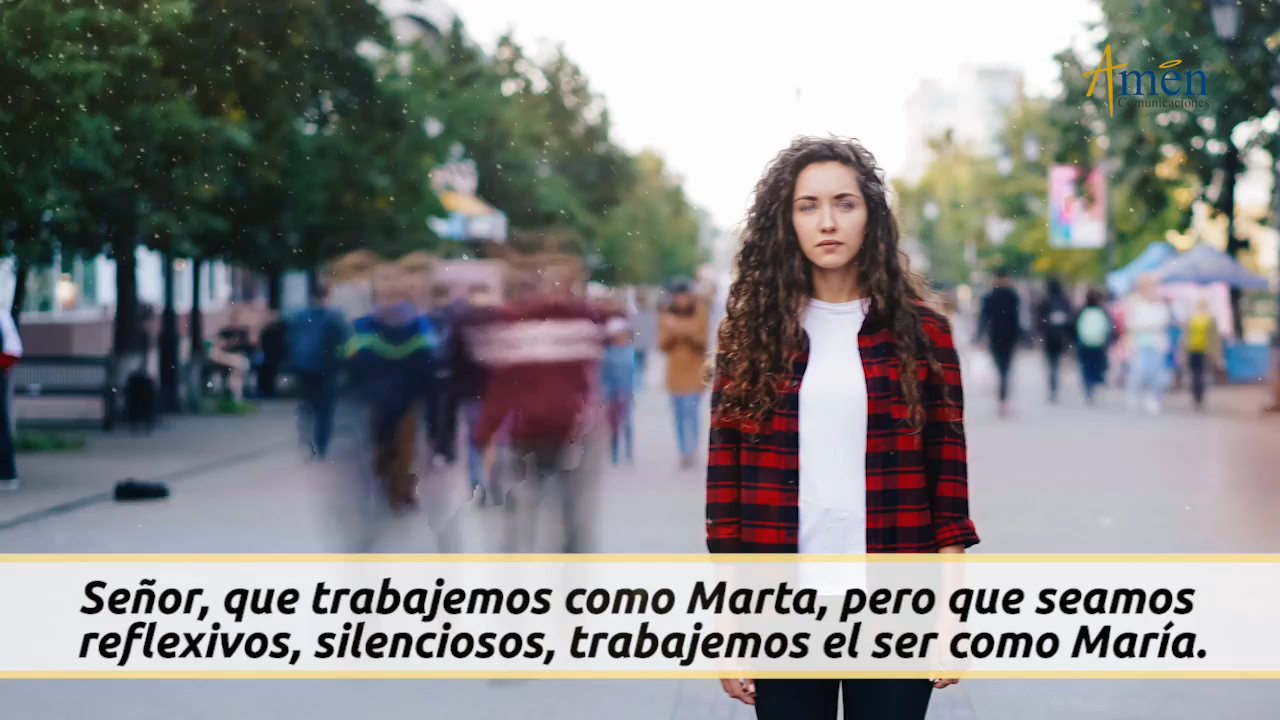 Amén
Comunicaciones
Señor, que trabajemos como Marta, pero que seamos
reflexivos, silenciosos, trabajemos el ser como María.